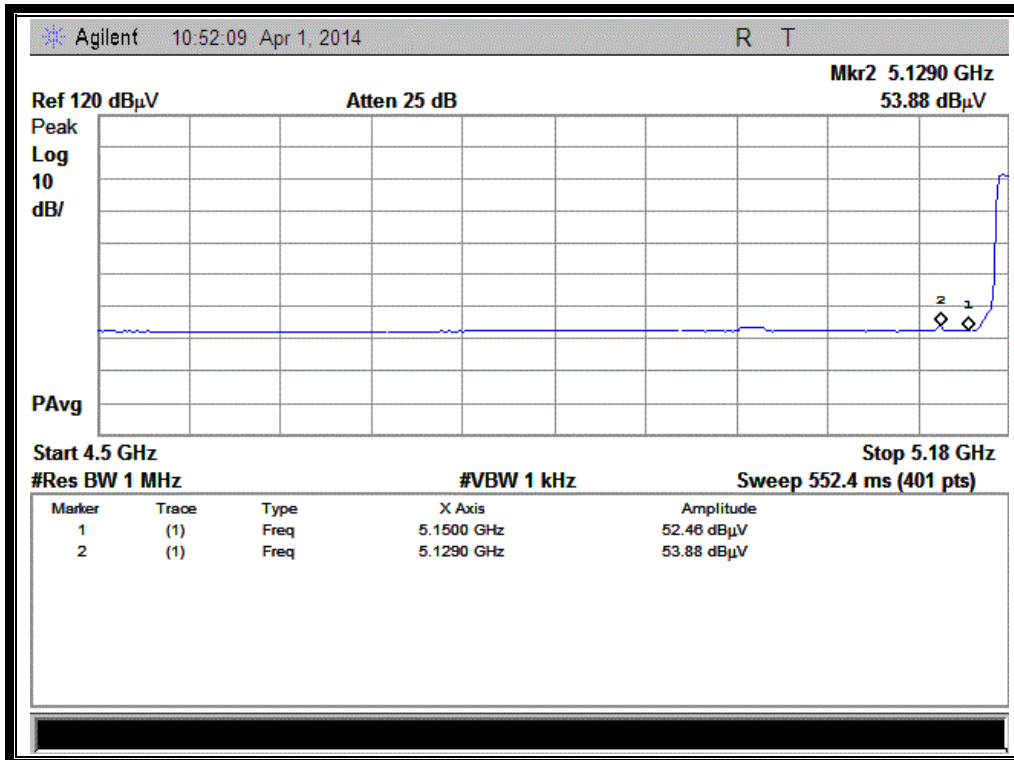 Agilent 10:52:09 Apr 1, 2014 R T
Mkr2 5.1290 GHz
Ref 120 dBµV Atten 25 dB 53.88 dBµV
Peak
Log
10
dB/
2 1
PAvg
Start 4.5 GHz Stop 5.18 GHz
#Res BW 1 MHz #VBW 1 kHz Sweep 552.4 ms (401 pts)
Marker Trace Type X Axis Amplitude
1 (1) Freq 5.1500 GHz 52.46 dBµV
2 (1) Freq 5.1290 GHz 53.88 dBµV